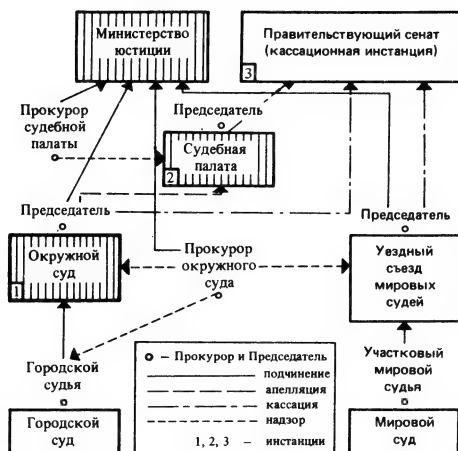 Министерство
юстиции
Правительствующий сенат
(кассационная инстанция)
3
Прокурор
судебной
палаты
Председатель
Судебная
палата
2
Председатель
Председатель
Окружной
суд
1
Прокурор
окружного
суда
Уездный
съезд
мировых
судей
Городской
судья
Участковый
мировой
судья
Городской
суд
Мировой
суд
– Прокурор и Председатель
подчинение
апелляция
кассация
надзор
1, 2, 3 – инстанции